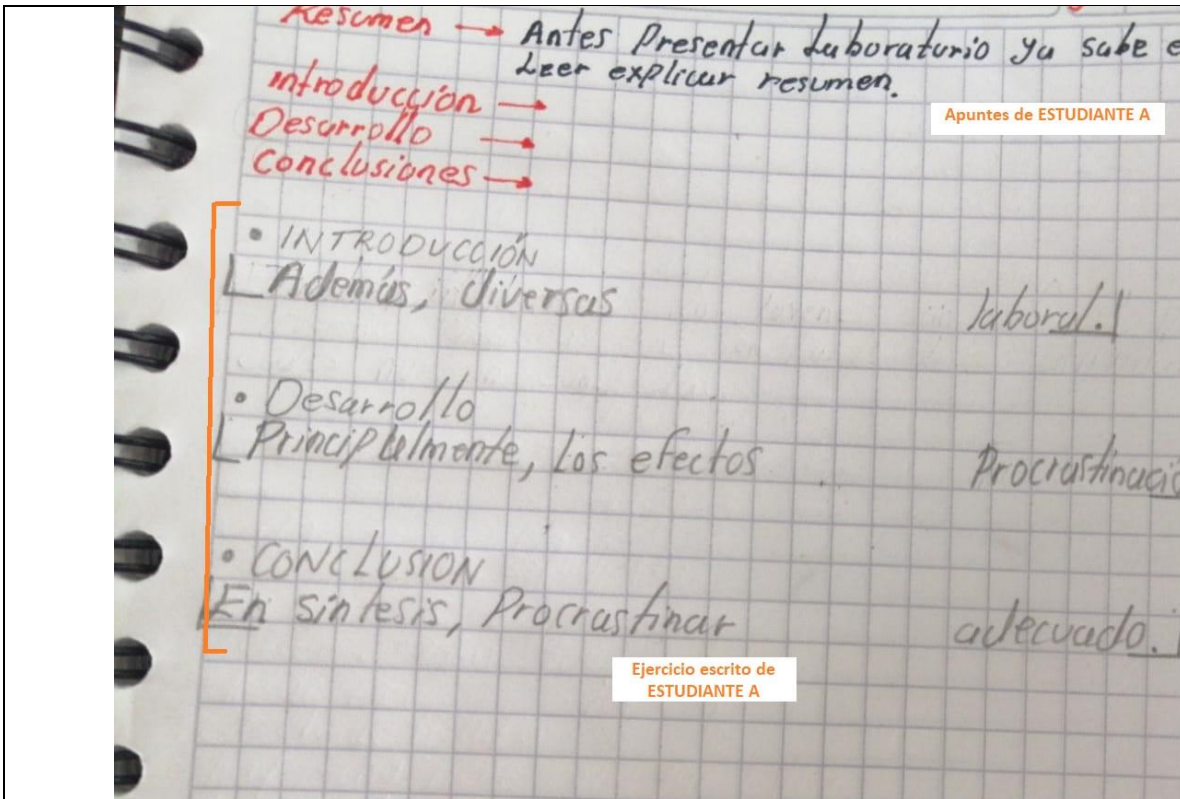 Resumen → Antes Presentar Laboratorio ya sabe e
Leer explicar resumen.
introducción →
Apuntes de ESTUDIANTE A
Desarrollo →
Conclusiones →
• INTRODUCCIÓN
Además, diversas laboral.
• Desarrollo
Principalmente, Los efectos Procrastinació
• CONCLUSION
En síntesis, Procrastinar adecuado.
Ejercicio escrito de
ESTUDIANTE A